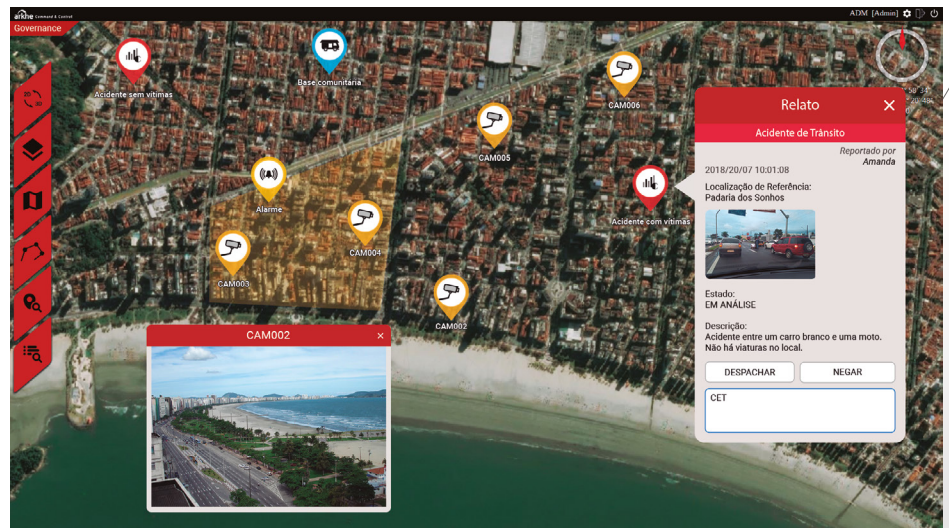 arkhe Command & Control
ADM [Admin]
Governance
Acidente sem vítimas
Base comunitária
CAM006
CAM005
Alarme
CAM004
CAM003
CAM002
Acidente com vítimas
Relato
Acidente de Trânsito
Reportado por
Amanda
2018/20/07 10:01:08
Localização de Referência:
Padaria dos Sonhos
Estado:
EM ANÁLISE
Descrição:
Acidente entre um carro branco e uma moto.
Não há viaturas no local.
DESPACHAR
NEGAR
CET
CAM002